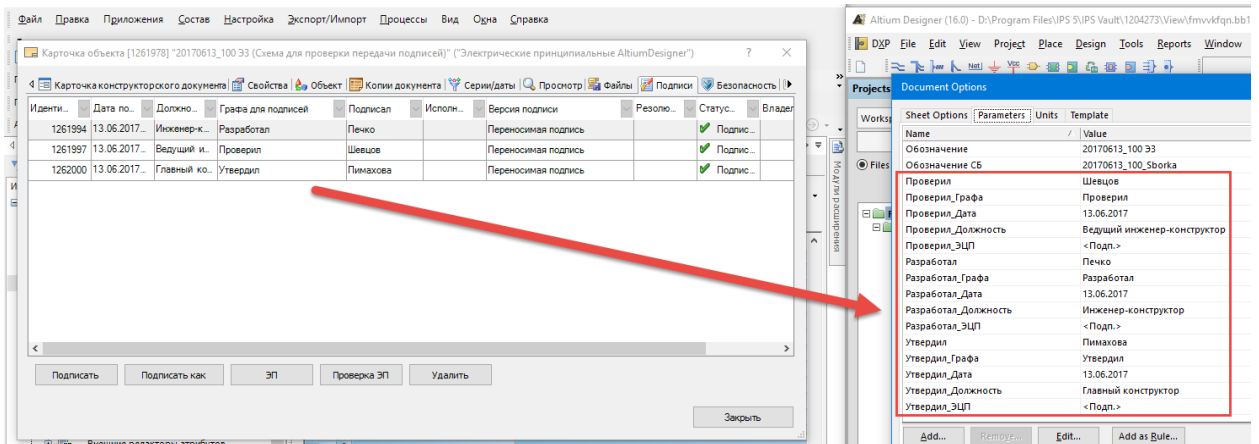 Файл Правка Приложения Состав Настройка Экспорт/Импорт Процессы Вид Окна Справка
Карточка объекта [1261978] "20170613_100 Э3 (Схема для проверки передачи подписей)" ("Электрические принципиальные AltiumDesigner")
Карточка конструкторского документа Свойства Объект Копии документа Серии/даты Просмотр Файлы Подписи Безопасность
Иденти... Дата по... Должно... Графа для подписей Подписал Исполн... Версия подписи Резолю... Статус... Владел
1261994 13.06.2017... Инженер-к... Разработал Печко Переносимая подпись Подпис...
1261997 13.06.2017... Ведущий и... Проверил Шевцов Переносимая подпись Подпис...
1262000 13.06.2017... Главный ко... Утвердил Пимахова Переносимая подпись Подпис...
Подписать Подписать как ЭП Проверка ЭП Удалить
Закрыть
Модули расширения
Altium Designer (16.0) - D:\Program Files\IPS 5\IPS Vault\1204273\View\fmvvkfqn.bb1
DXP File Edit View Project Place Design Tools Reports Window
Projects
Works
Files
Document Options
Sheet Options Parameters Units Template
Name Value
Обозначение 20170613_100 Э3
Обозначение СБ 20170613_100_Sborka
Проверил Шевцов
Проверил_Графа Проверил
Проверил_Дата 13.06.2017
Проверил_Должность Ведущий инженер-конструктор
Проверил_ЭЦП <Подп.>
Разработал Печко
Разработал_Графа Разработал
Разработал_Дата 13.06.2017
Разработал_Должность Инженер-конструктор
Разработал_ЭЦП <Подп.>
Утвердил Пимахова
Утвердил_Графа Утвердил
Утвердил_Дата 13.06.2017
Утвердил_Должность Главный конструктор
Утвердил_ЭЦП <Подп.>
Add... Remove... Edit... Add as Rule...